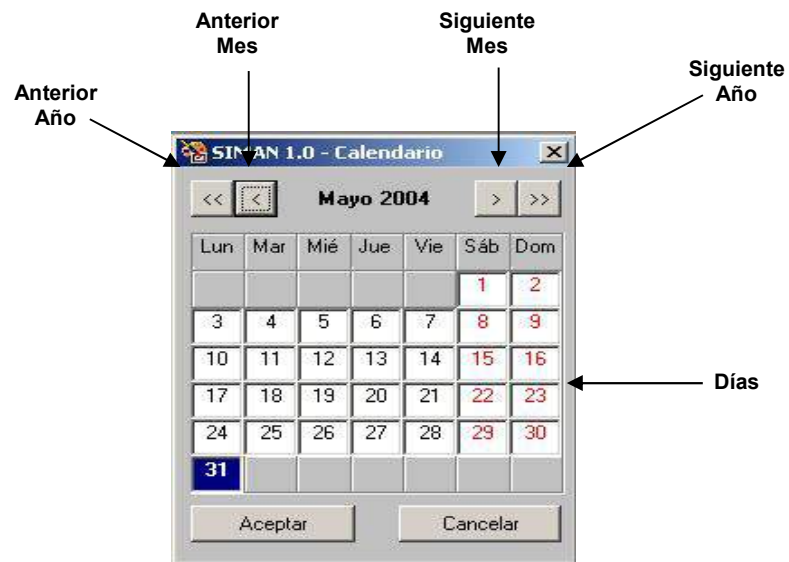 Anterior
Mes
Siguiente
Mes
Siguiente
Año
Anterior
Año
SIMAN 1.0 - Calendario
<< < Mayo 2004 > >>
Lun Mar Mié Jue Vie Sáb Dom
1 2
3 4 5 6 7 8 9
10 11 12 13 14 15 16
17 18 19 20 21 22 23
24 25 26 27 28 29 30
31
Días
Aceptar Cancelar